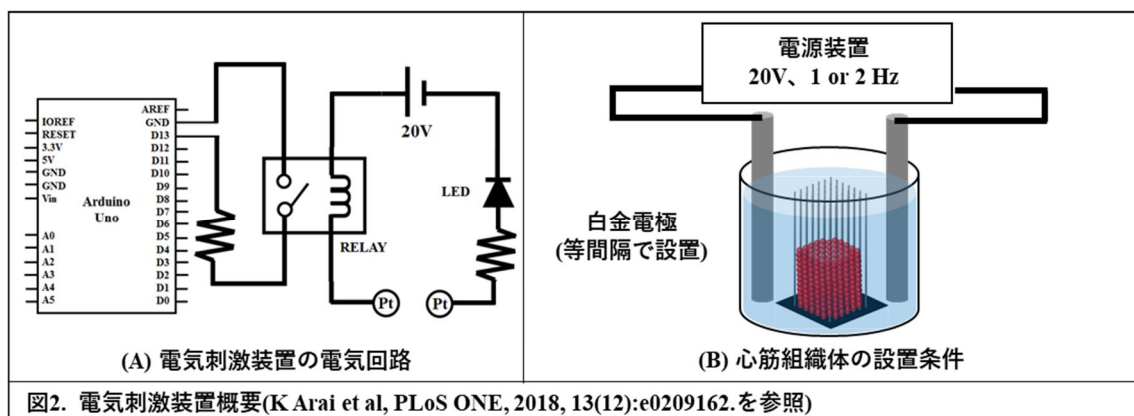 AREF
GND
D13
D12
D11
D10
D9
D8
D7
D6
D5
D4
D3
D2
D1
D0
IOREF
RESET
3.3V
5V
GND
GND
Vin
A0
A1
A2
A3
A4
A5
Arduino
Uno
RELAY
20V
LED
Pt
Pt
(A) 電気刺激装置の電気回路
電源装置
20V、1 or 2 Hz
白金電極
(等間隔で設置)
(B) 心筋組織体の設置条件
図2. 電気刺激装置概要(K Arai et al, PLoS ONE, 2018, 13(12):e0209162.を参照)